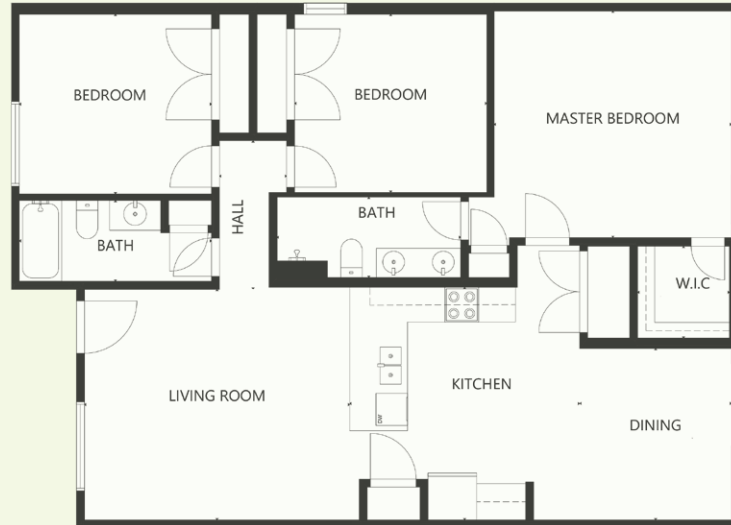 BEDROOM
BEDROOM
MASTER BEDROOM
HALL
BATH
BATH
W.I.C
LIVING ROOM
KITCHEN
DINING
DW